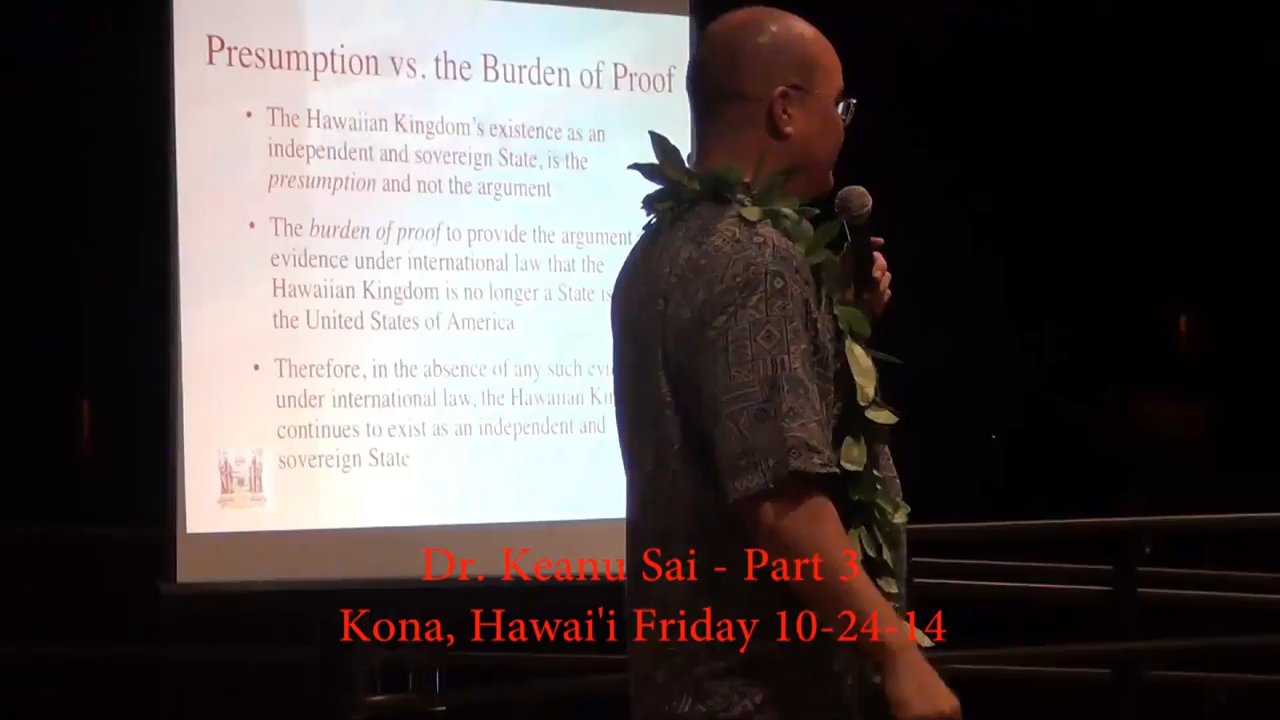 Presumption vs. the Burden of Proof
• The Hawaiian Kingdom's existence as an
independent and sovereign State, is the
presumption and not the argument
• The burden of proof to provide the argument
evidence under international law that the
Hawaiian Kingdom is no longer a State is
the United States of America
• Therefore, in the absence of any such
under international law, the Hawaiian
continues to exist as an independent and
sovereign State
Dr. Keanu Sai - Part 3
Kona, Hawai'i Friday 10-24-14